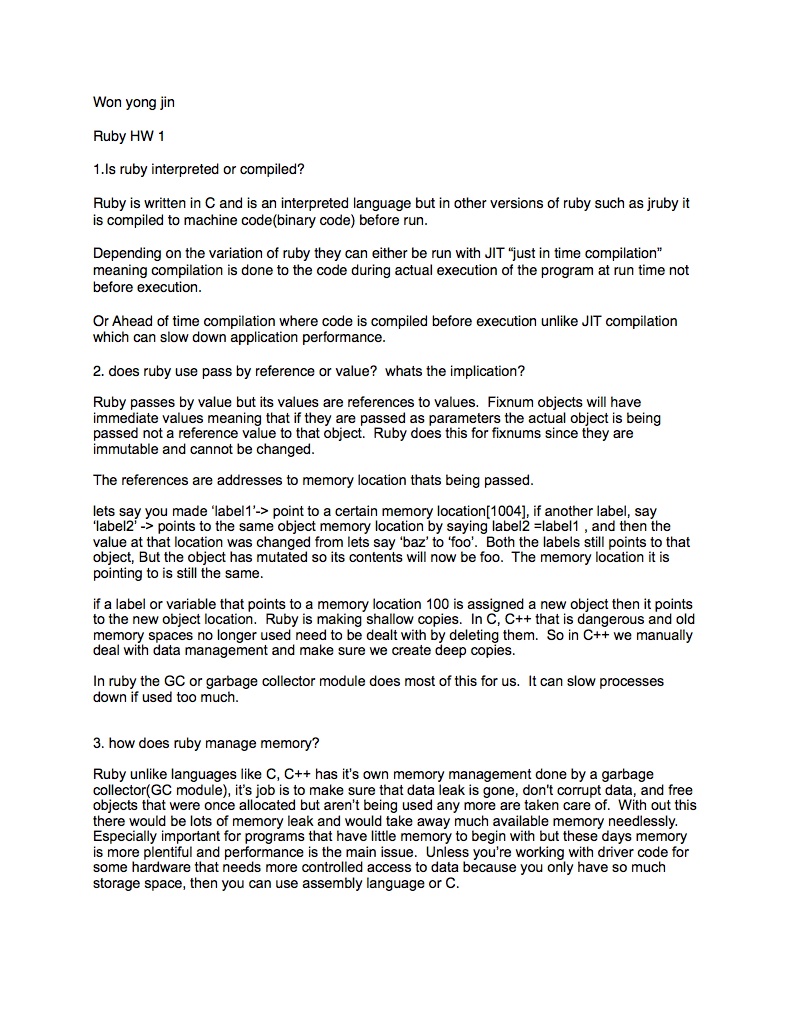 Won yong jin
Ruby HW 1
1.Is ruby interpreted or compiled?
Ruby is written in C and is an interpreted language but in other versions of ruby such as jruby it
is compiled to machine code(binary code) before run.
Depending on the variation of ruby they can either be run with JIT “just in time compilation”
meaning compilation is done to the code during actual execution of the program at run time not
before execution.
Or Ahead of time compilation where code is compiled before execution unlike JIT compilation
which can slow down application performance.
2. does ruby use pass by reference or value?  whats the implication?
Ruby passes by value but its values are references to values.  Fixnum objects will have
immediate values meaning that if they are passed as parameters the actual object is being
passed not a reference value to that object.  Ruby does this for fixnums since they are
immutable and cannot be changed.
The references are addresses to memory location thats being passed.
lets say you made ‘label1’-> point to a certain memory location[1004], if another label, say
‘label2’ -> points to the same object memory location by saying label2 =label1 , and then the
value at that location was changed from lets say ‘baz’ to ‘foo’.  Both the labels still points to that
object, But the object has mutated so its contents will now be foo.  The memory location it is
pointing to is still the same.
if a label or variable that points to a memory location 100 is assigned a new object then it points
to the new object location.  Ruby is making shallow copies.  In C, C++ that is dangerous and old
memory spaces no longer used need to be dealt with by deleting them.  So in C++ we manually
deal with data management and make sure we create deep copies.
In ruby the GC or garbage collector module does most of this for us.  It can slow processes
down if used too much.
3. how does ruby manage memory?
Ruby unlike languages like C, C++ has it’s own memory management done by a garbage
collector(GC module), it’s job is to make sure that data leak is gone, don't corrupt data, and free
objects that were once allocated but aren’t being used any more are taken care of.  With out this
there would be lots of memory leak and would take away much available memory needlessly.
Especially important for programs that have little memory to begin with but these days memory
is more plentiful and performance is the main issue.  Unless you’re working with driver code for
some hardware that needs more controlled access to data because you only have so much
storage space, then you can use assembly language or C.